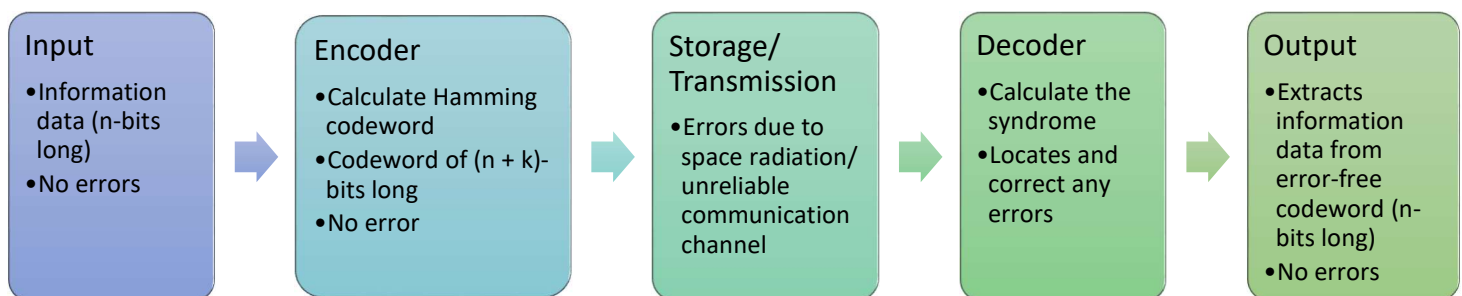 Input
•Information
data (n-bits
long)
•No errors
Encoder
•Calculate Hamming
codeword
•Codeword of (n + k)-
bits long
•No error
Storage/
Transmission
•Errors due to
space radiation/
unreliable
communication
channel
Decoder
•Calculate the
syndrome
•Locates and
correct any
errors
Output
•Extracts
information
data from
error-free
codeword (n-
bits long)
•No errors